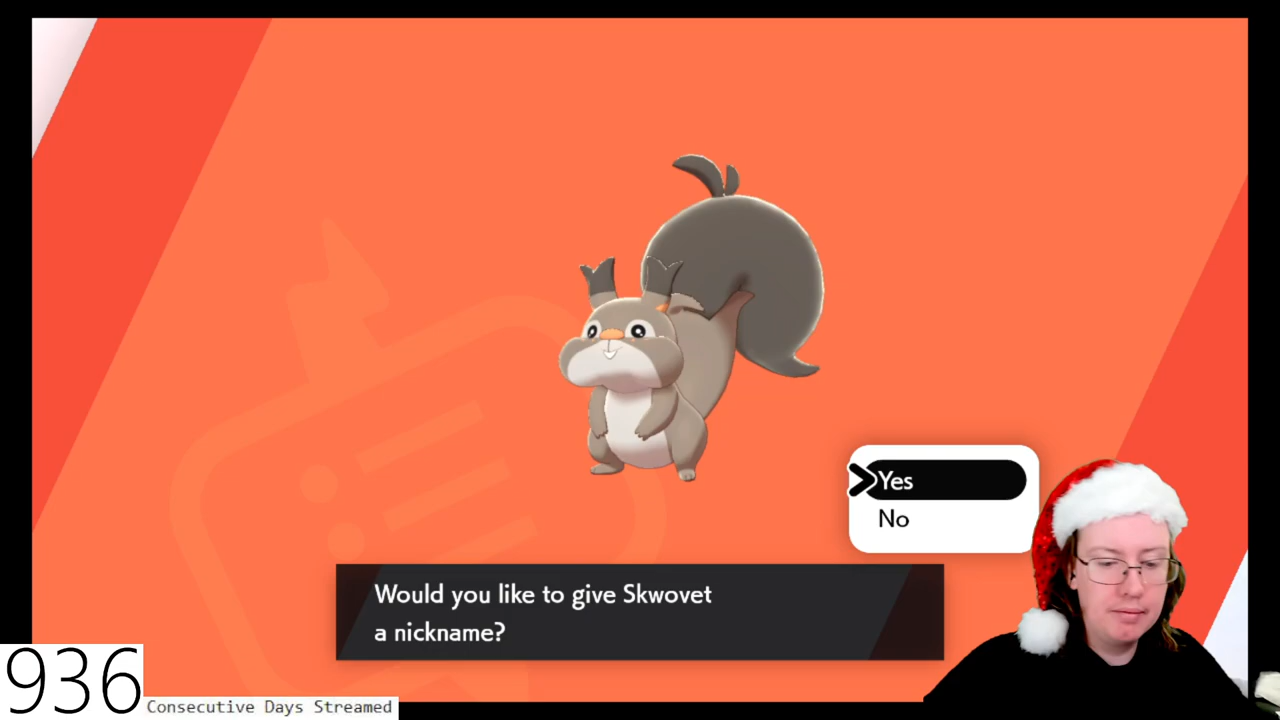 Yes
No
Would you like to give Skwovet
a nickname?
936
Consecutive Days Streamed